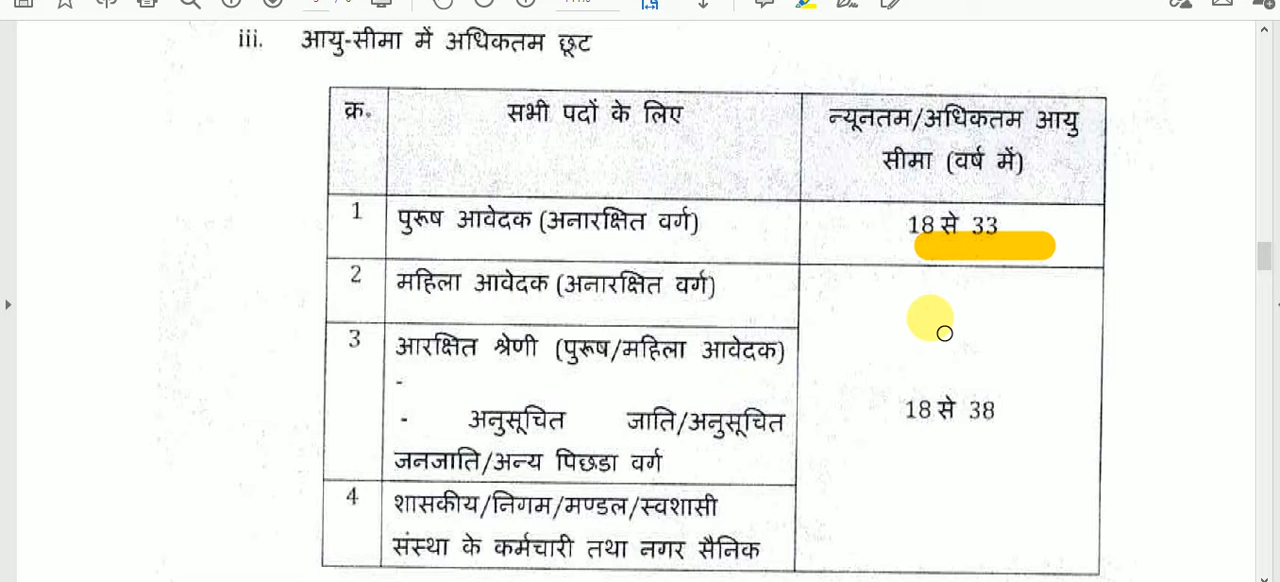 iii. आयु-सीमा में अधिकतम छूट
क्र. सभी पदों के लिए न्यूनतम/अधिकतम आयु
सीमा (वर्ष में)
1 पुरूष आवेदक (अनारक्षित वर्ग) 18 से 33
2 महिला आवेदक (अनारक्षित वर्ग)
3 आरक्षित श्रेणी (पुरूष/महिला आवेदक)
-
- अनुसूचित जाति/अनुसूचित
जनजाति/अन्य पिछडा वर्ग
18 से 38
4 शासकीय/निगम/मण्डल/स्वशासी
संस्था के कर्मचारी तथा नगर सैनिक